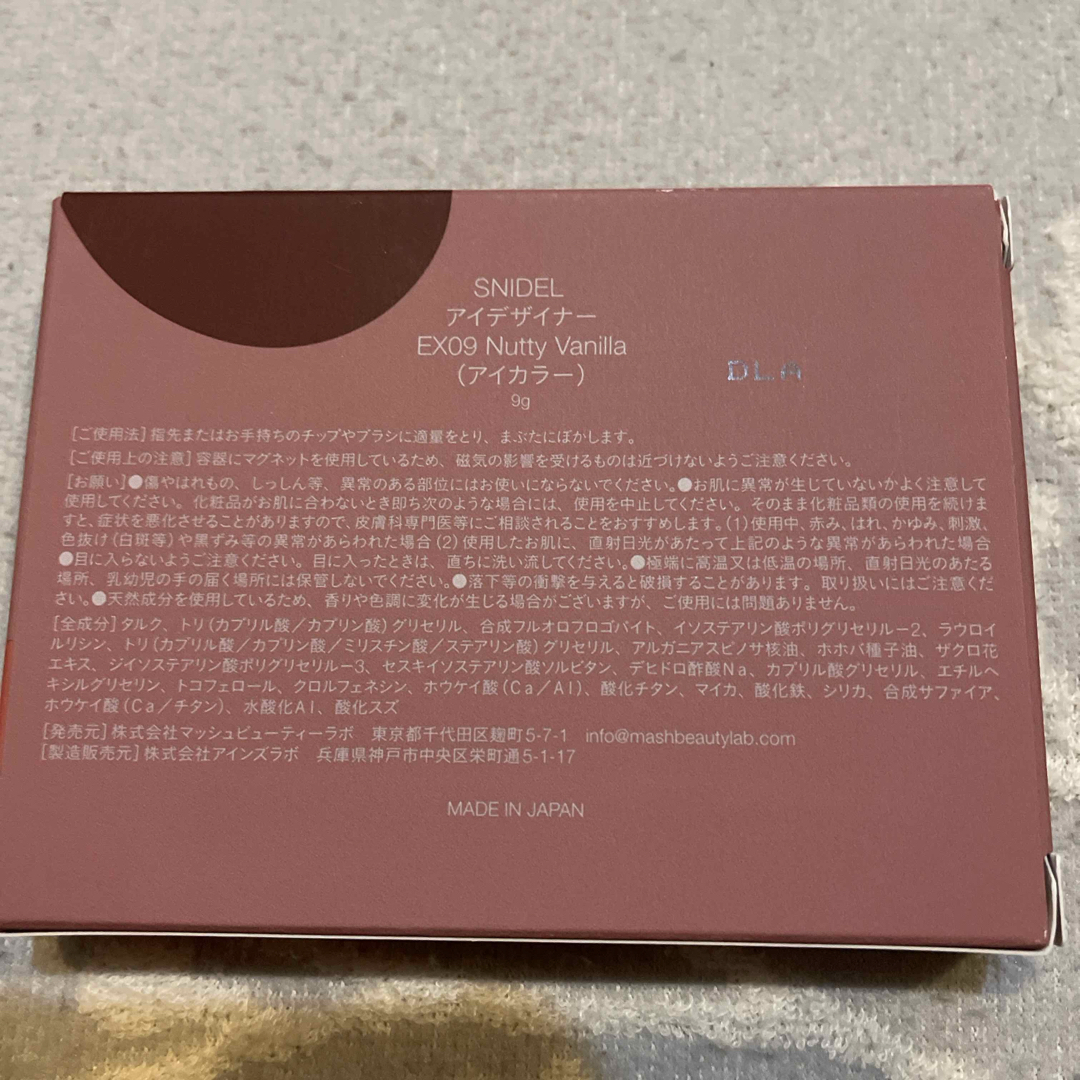 SNIDEL
アイデザイナー
EX09 Nutty Vanilla
（アイカラー）
9g
DLA
［ご使用法］指先またはお手持ちのチップやブラシに適量をとり、まぶたにぼかします。
［ご使用上の注意］容器にマグネットを使用しているため、磁気の影響を受けるものは近づけないようご注意ください。
［お願い］●傷やはれもの、しっしん等、異常のある部位にはお使いにならないでください。●お肌に異常が生じていないかよく注意して
使用してください。化粧品がお肌に合わないとき即ち次のような場合には、使用を中止してください。そのまま化粧品類の使用を続けま
すと、症状を悪化させることがありますので、皮膚科専門医等にご相談されることをおすすめします。（1）使用中、赤み、はれ、かゆみ、刺激、
色抜け（白斑等）や黒ずみ等の異常があらわれた場合（2）使用したお肌に、直射日光があたって上記のような異常があらわれた場合
●目に入らないようご注意ください。目に入ったときは、直ちに洗い流してください。●極端に高温又は低温の場所、直射日光のあたる
場所、乳幼児の手の届く場所には保管しないでください。●落下等の衝撃を与えると破損することがあります。取り扱いにはご注意くだ
さい。●天然成分を使用しているため、香りや色調に変化が生じる場合がございますが、ご使用には問題ありません。
［全成分］タルク、トリ（カプリル酸／カプリン酸）グリセリル、合成フルオロフロゴパイト、イソステアリン酸ポリグリセリル－2、ラウロイ
ルリシン、トリ（カプリル酸／カプリン酸／ミリスチン酸／ステアリン酸）グリセリル、アルガニアスピノサ核油、ホホバ種子油、ザクロ花
エキス、ジイソステアリン酸ポリグリセリル－3、セスキイソステアリン酸ソルビタン、デヒドロ酢酸Na、カプリル酸グリセリル、エチルヘ
キシルグリセリン、トコフェロール、クロルフェネシン、ホウケイ酸（Ca／Al）、酸化チタン、マイカ、酸化鉄、シリカ、合成サファイア、
ホウケイ酸（Ca／チタン）、水酸化Al、酸化スズ
［発売元］株式会社マッシュビューティーラボ　東京都千代田区麹町5-7-1　info@mashbeautylab.com
［製造販売元］株式会社アインズラボ　兵庫県神戸市中央区栄町通5-1-17
MADE IN JAPAN